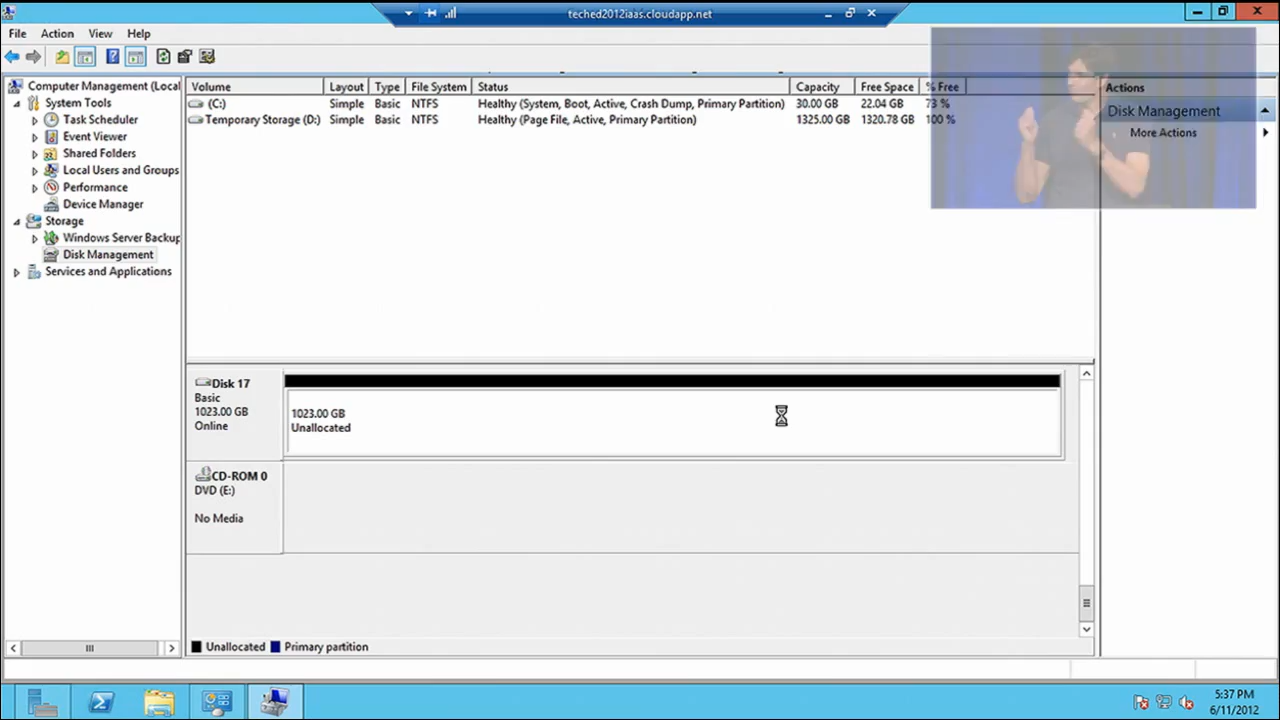 teched2012iaas.cloudapp.net
File Action View Help
Computer Management (Local
System Tools
Task Scheduler
Event Viewer
Shared Folders
Local Users and Groups
Performance
Device Manager
Storage
Windows Server Backup
Disk Management
Services and Applications
Volume Layout Type File System Status Capacity Free Space % Free
(C:) Simple Basic NTFS Healthy (System, Boot, Active, Crash Dump, Primary Partition) 30.00 GB 22.04 GB 73 %
Temporary Storage (D:) Simple Basic NTFS Healthy (Page File, Active, Primary Partition) 1325.00 GB 1320.78 GB 100 %
Actions
Disk Management
More Actions
Disk 17
Basic
1023.00 GB
Online
1023.00 GB
Unallocated
CD-ROM 0
DVD (E:)
No Media
Unallocated Primary partition
5:37 PM
6/11/2012